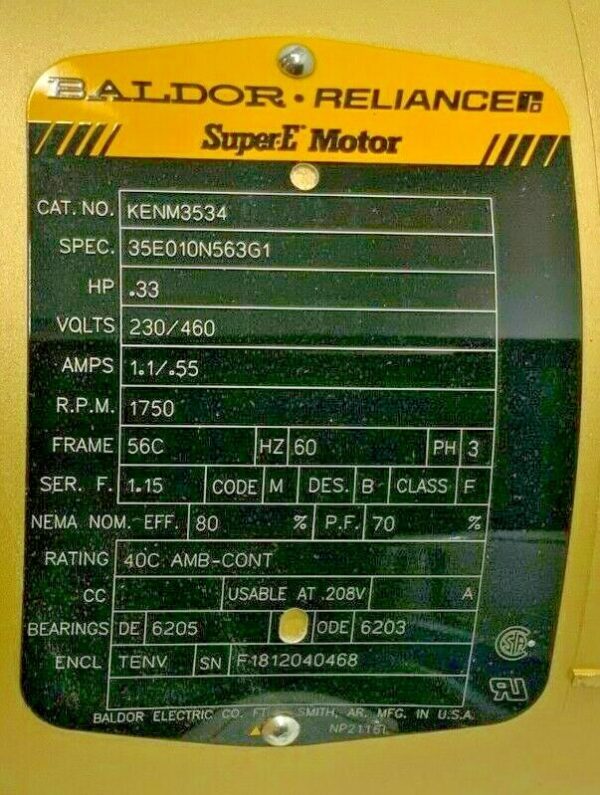 BALDOR • RELIANCE
Super-E Motor
CAT. NO. KENM3534
SPEC. 35E010N563G1
HP .33
VOLTS 230/460
AMPS 1.1/.55
R.P.M. 1750
FRAME 56C HZ 60 PH 3
SER. F. 1.15 CODE M DES. B CLASS F
NEMA NOM. EFF. 80 % P.F. 70 %
RATING 40C AMB-CONT
CC USABLE AT 208V A
BEARINGS DE 6205 ODE 6203
ENCL TENV SN F1812040468
BALDOR ELECTRIC CO. FT. SMITH, AR. MFG. IN U.S.A.